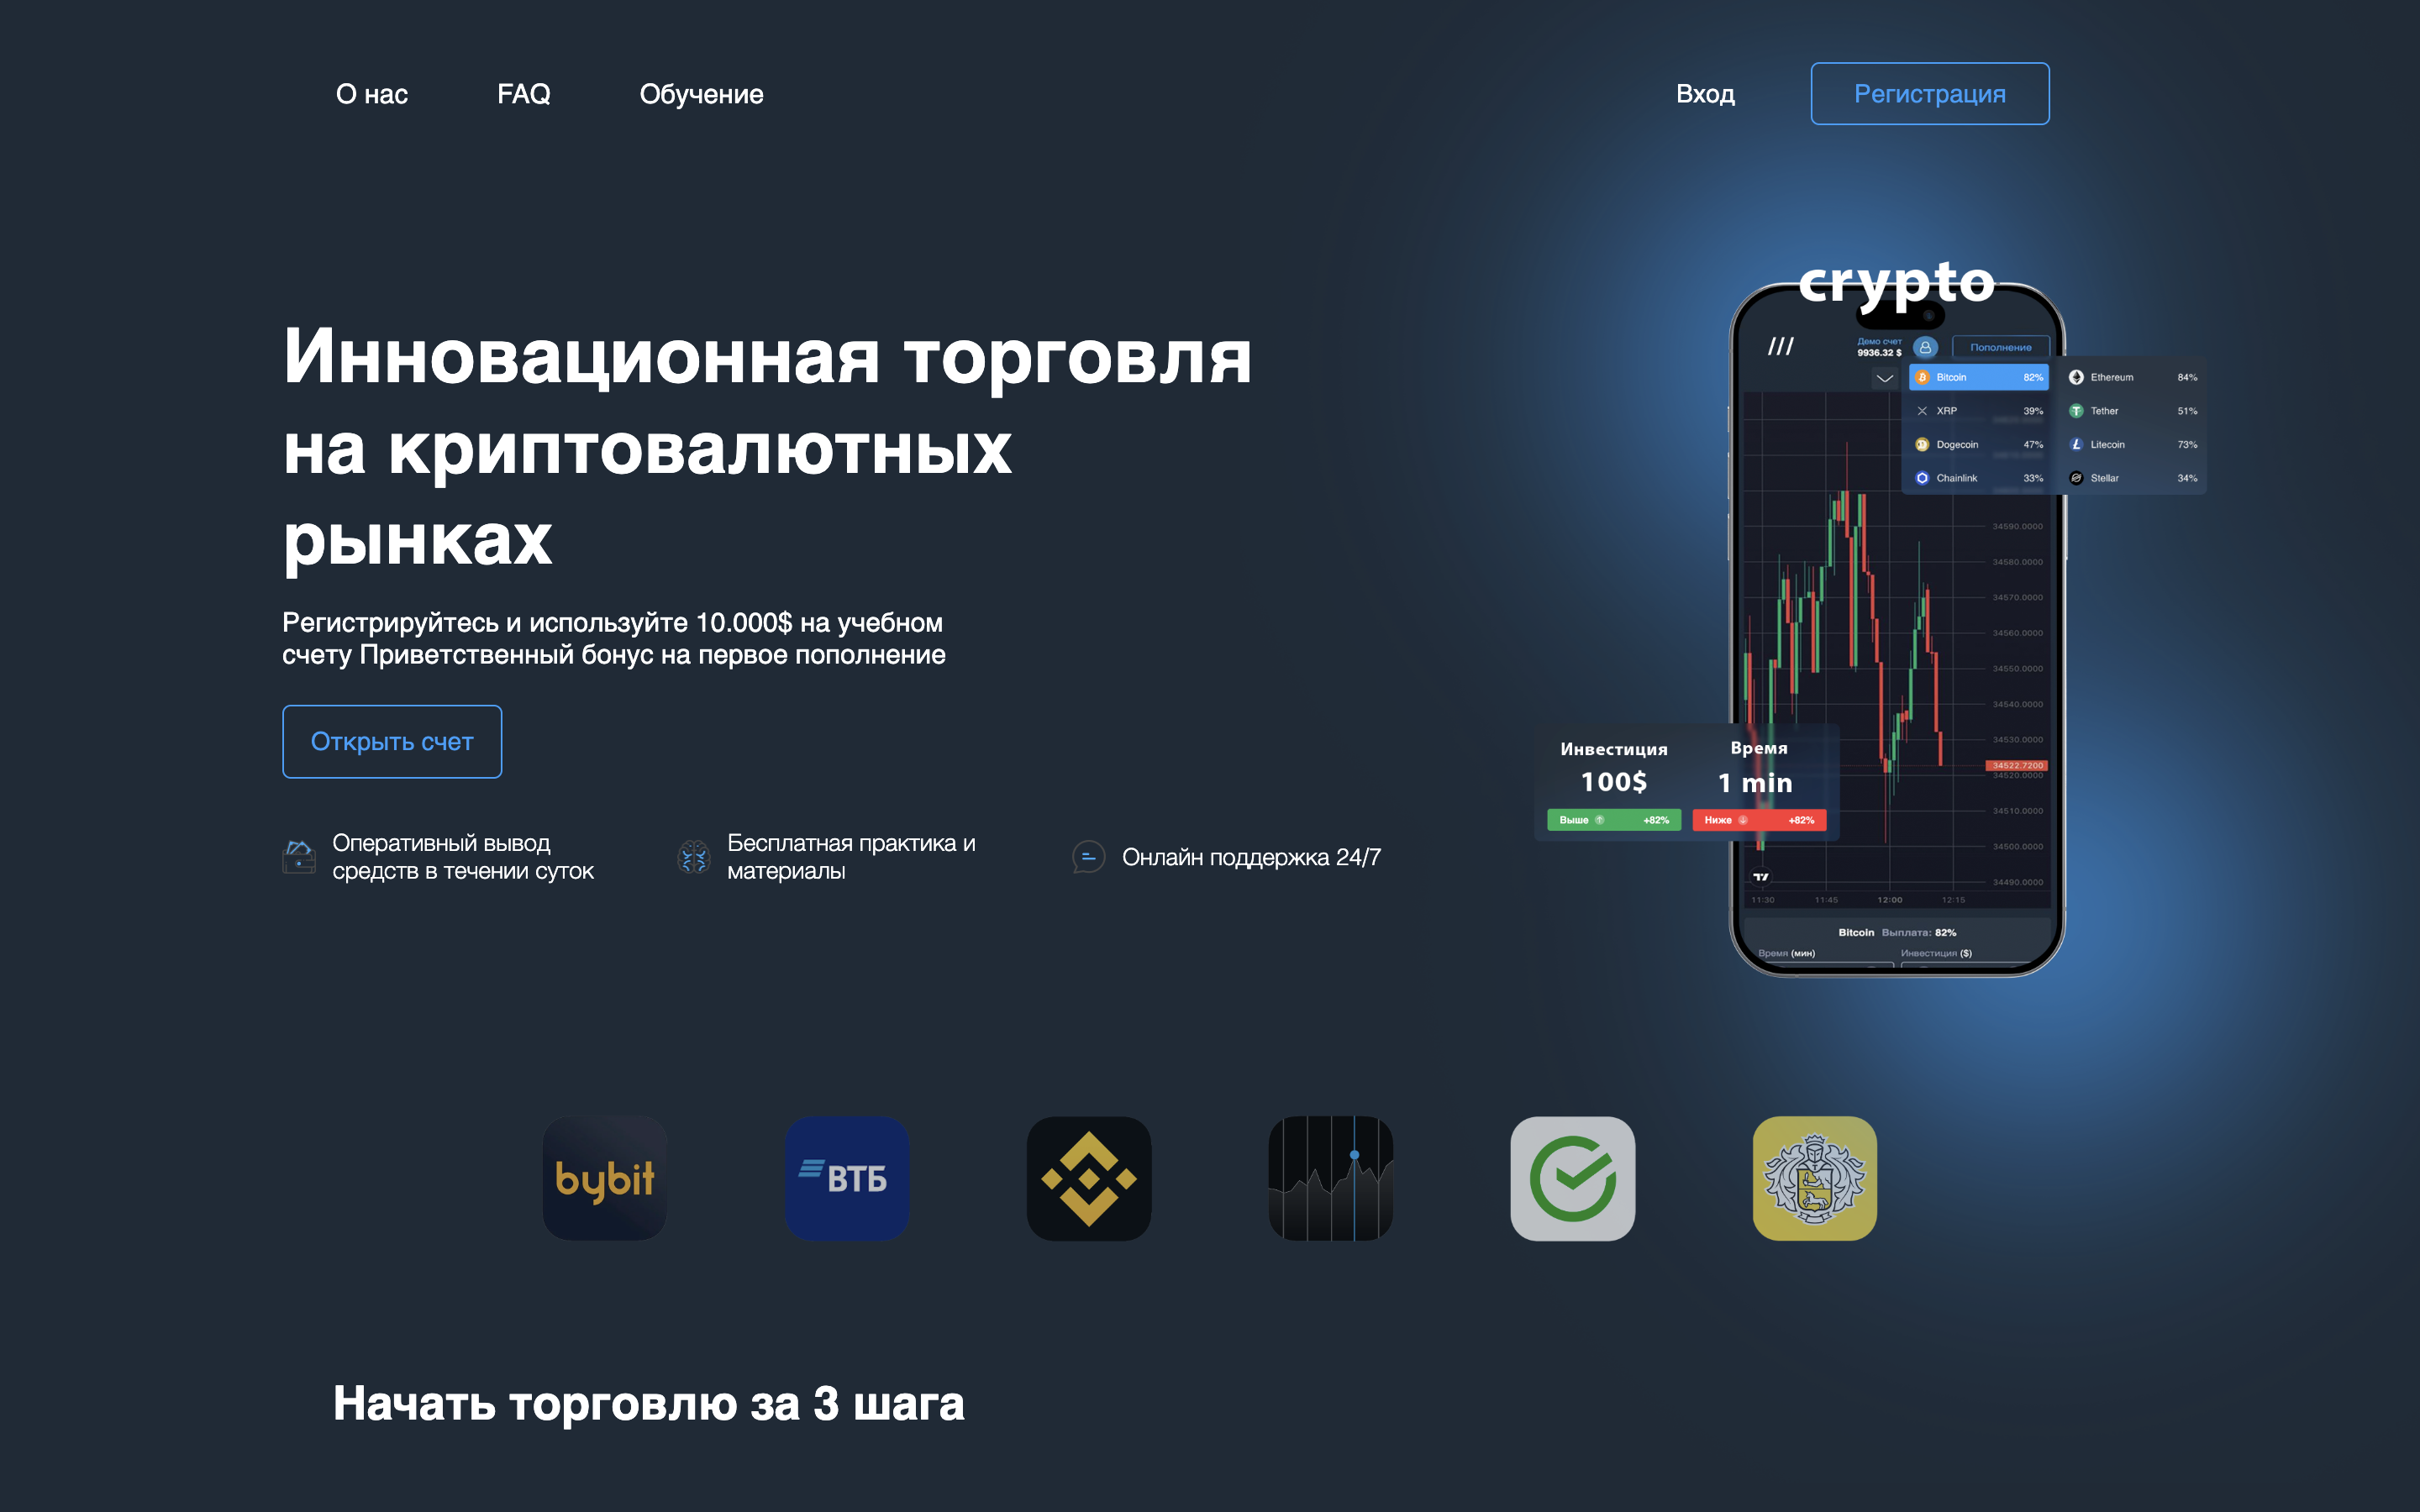 О нас FAQ Обучение Вход Регистрация
crypto
Инновационная торговля
на криптовалютных
рынках
Регистрируйтесь и используйте 10.000$ на учебном
счету Приветственный бонус на первое пополнение
Открыть счет
Оперативный вывод
средств в течении суток
Бесплатная практика и
материалы
Онлайн поддержка 24/7
Демо счет
9936.32 $
Пополнение
Bitcoin 82% Ethereum 84%
XRP 39% Tether 51%
Dogecoin 47% Litecoin 73%
Chainlink 33% Stellar 34%
34590.0000
34580.0000
34570.0000
34560.0000
34550.0000
34540.0000
34530.0000
34522.7200
34520.0000
34510.0000
34500.0000
34490.0000
Инвестиция Время
100$ 1 min
Выше +82% Ниже +82%
11:30 11:45 12:00 12:15
Bitcoin Выплата: 82%
Время (мин) Инвестиция ($)
bybit
ВТБ
Начать торговлю за 3 шага